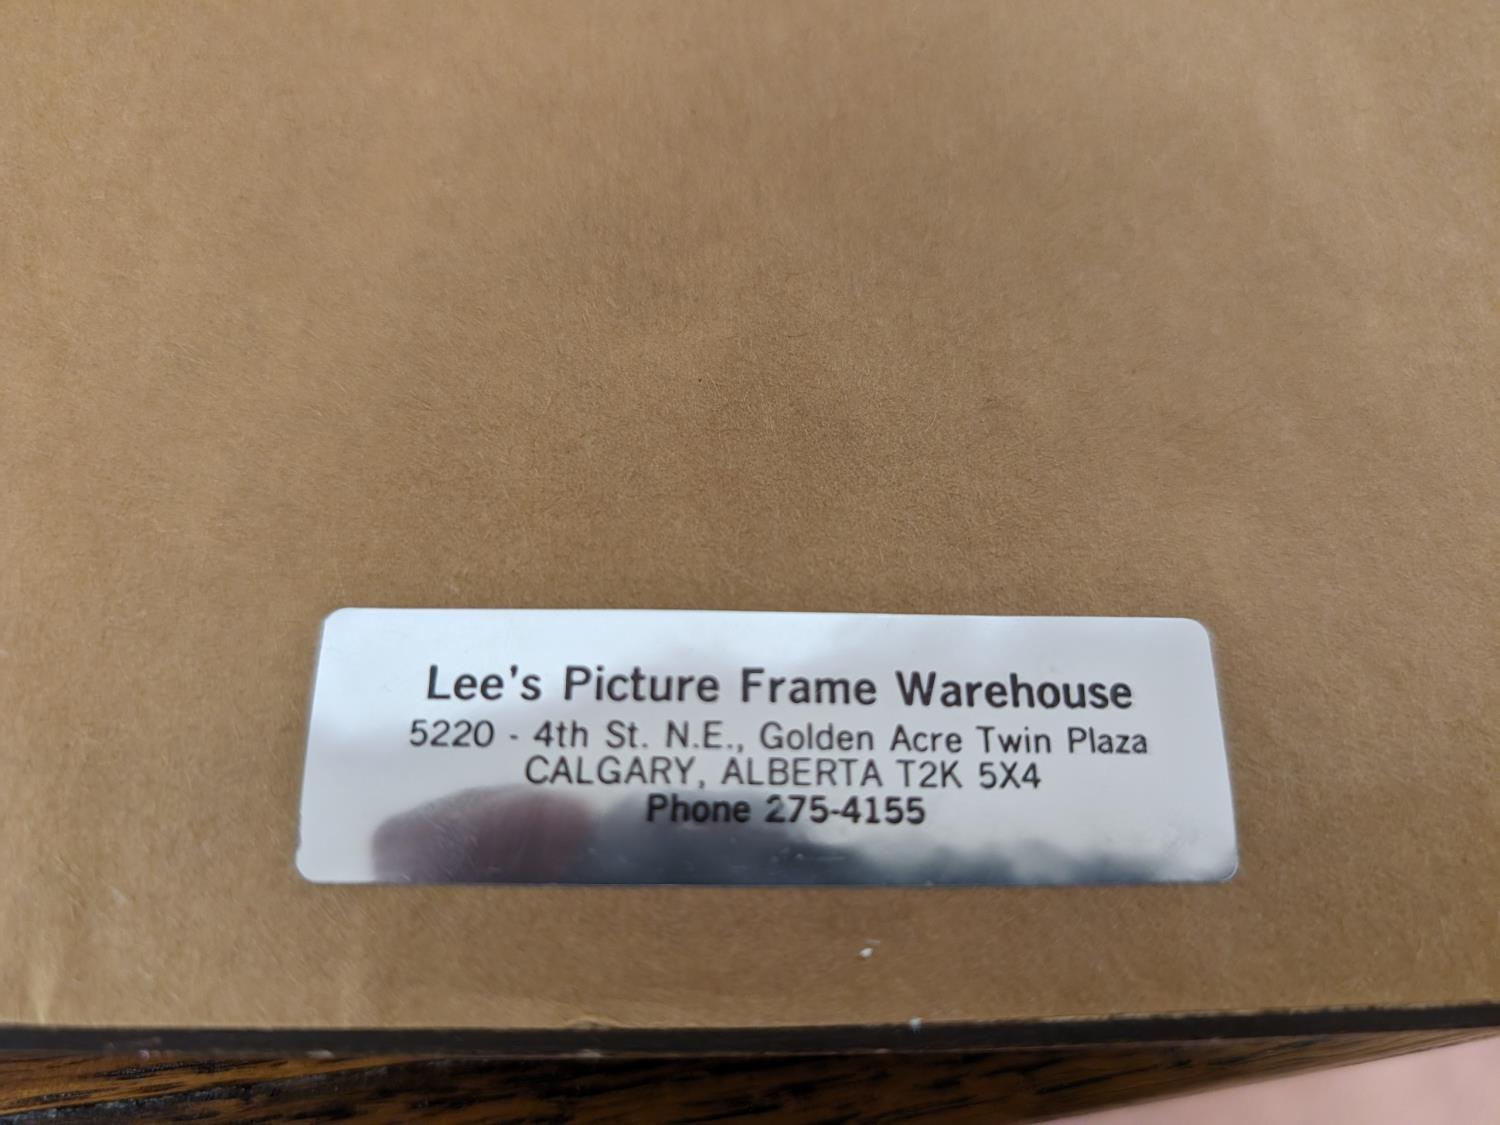 Lee's Picture Frame Warehouse
5220 - 4th St. N.E., Golden Acre Twin Plaza
CALGARY, ALBERTA T2K 5X4
Phone 275-4155